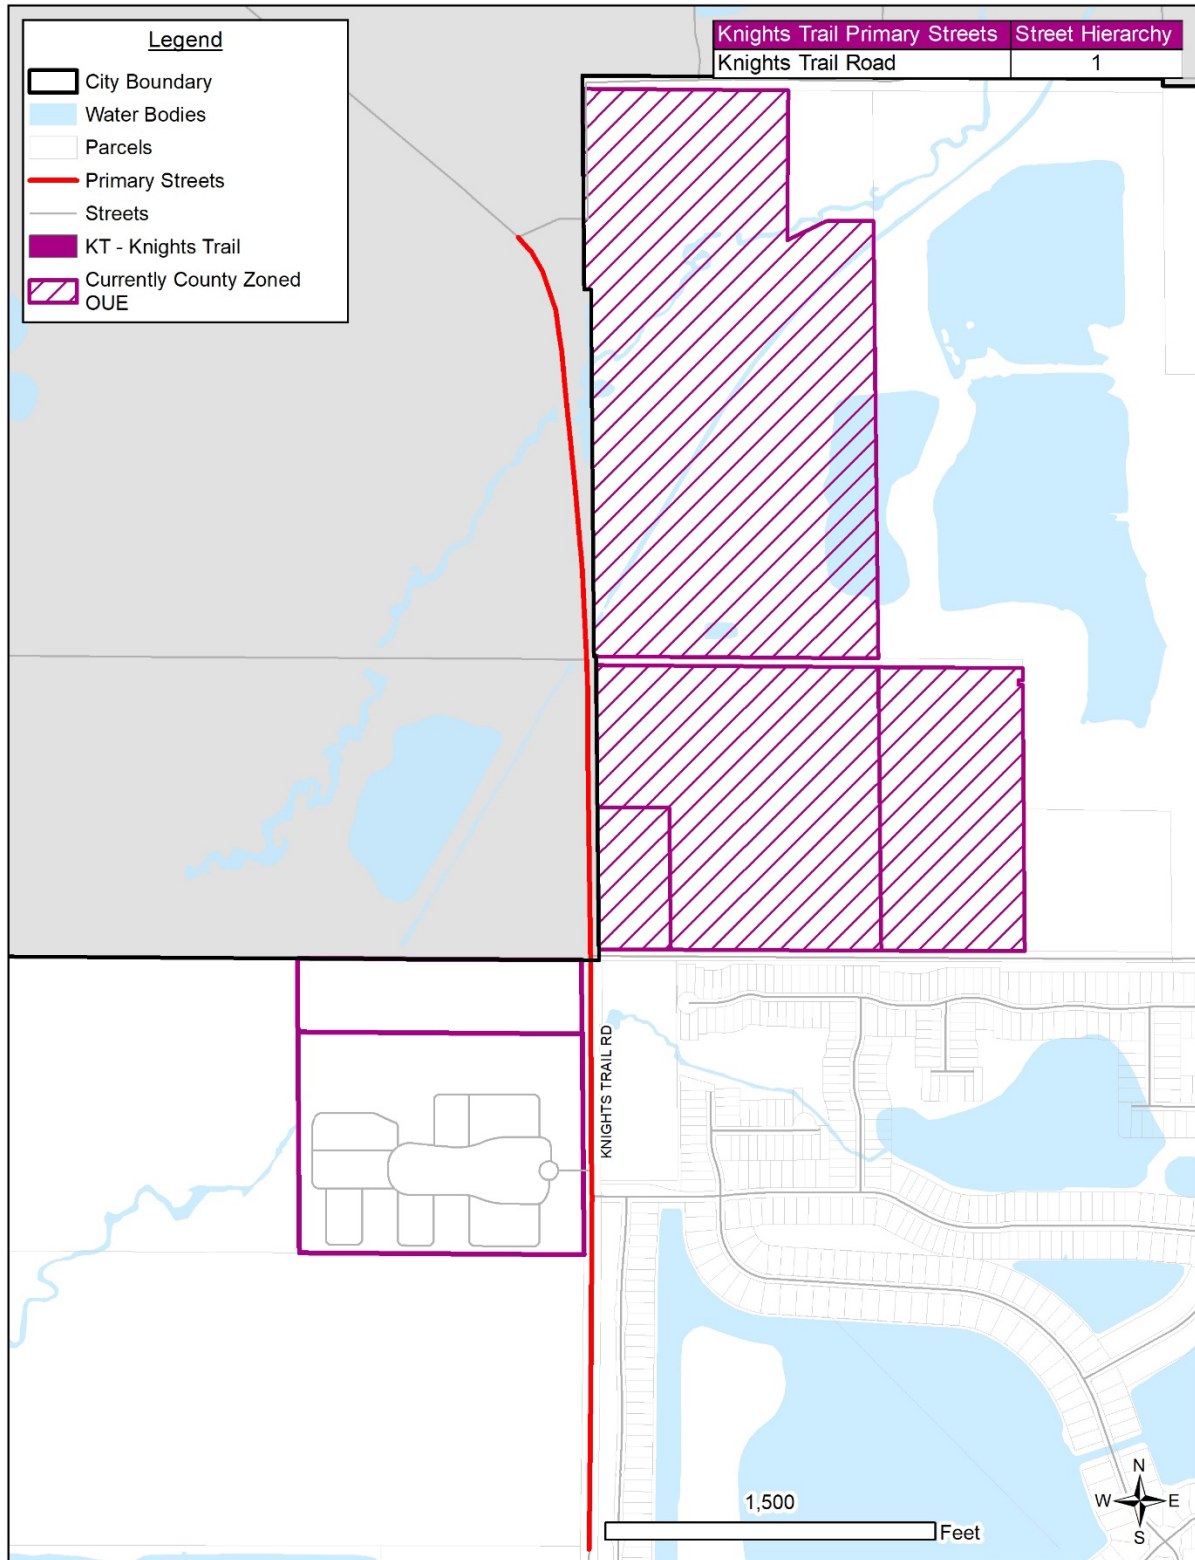 Legend
City Boundary
Water Bodies
Parcels
Primary Streets
Streets
KT - Knights Trail
Currently County Zoned
OUE
Knights Trail Primary Streets Street Hierarchy
Knights Trail Road 1
KNIGHTS TRAIL RD
1,500
Feet
N
W E
S